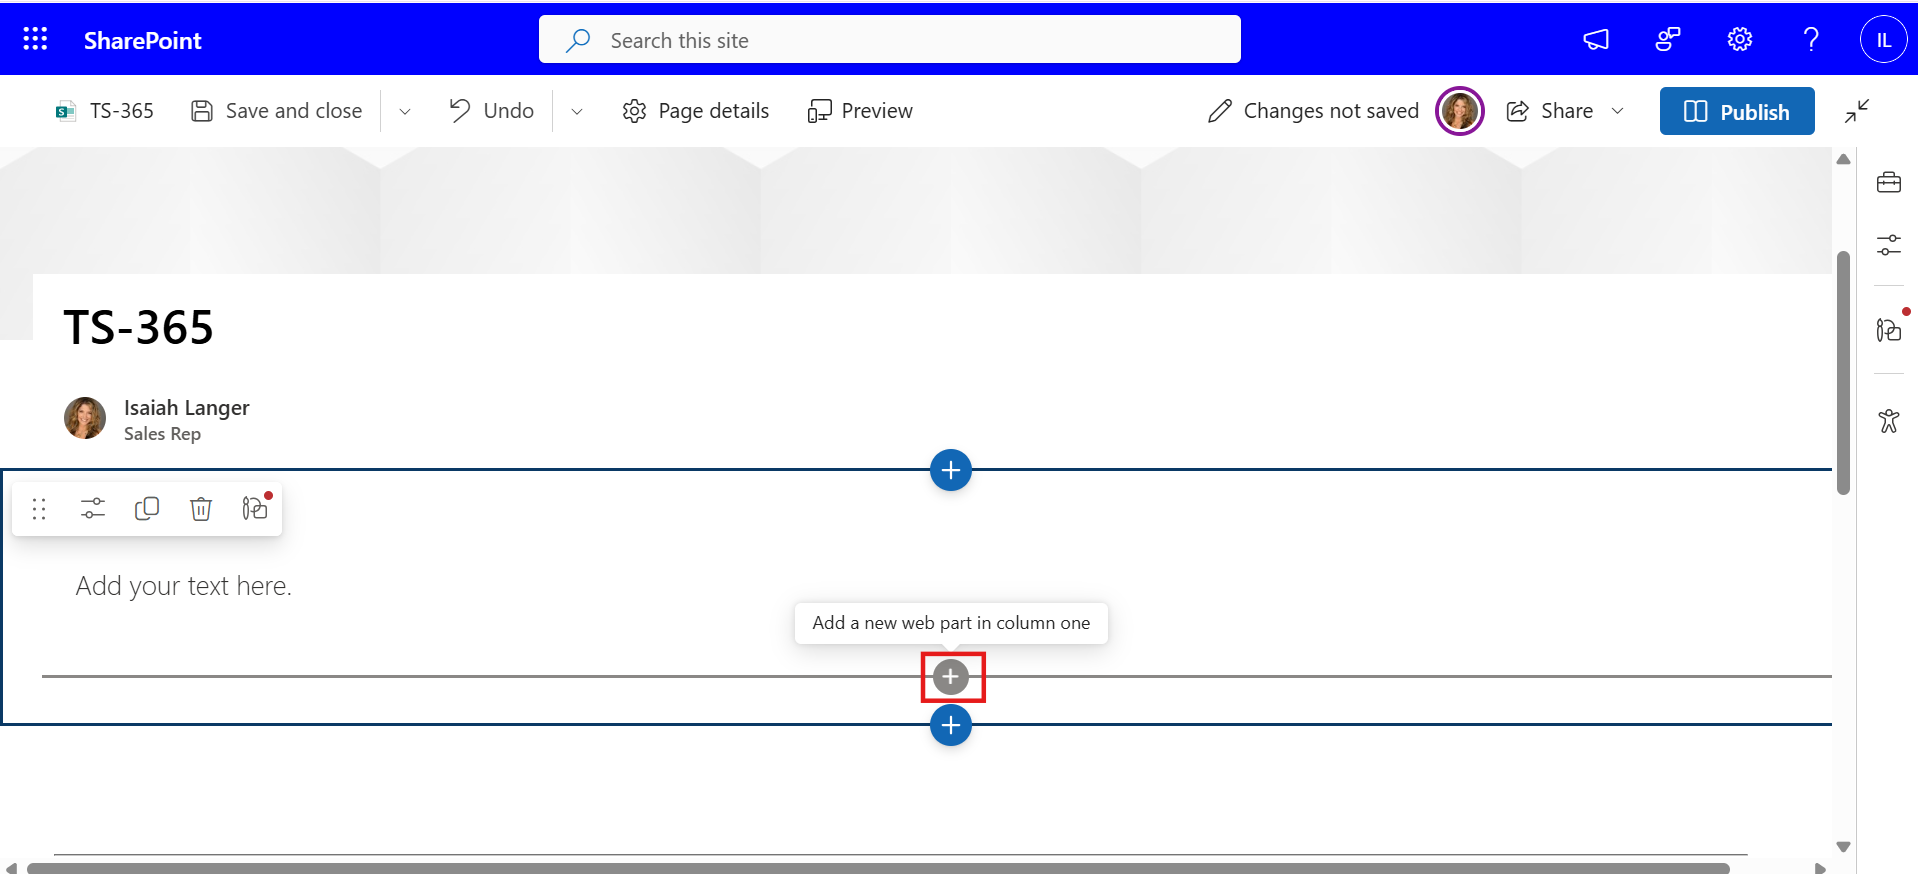 SharePoint
Search this site
IL
TS-365
Save and close
Undo
Page details
Preview
Changes not saved
Share
Publish
TS-365
Isaiah Langer
Sales Rep
Add your text here.
Add a new web part in column one